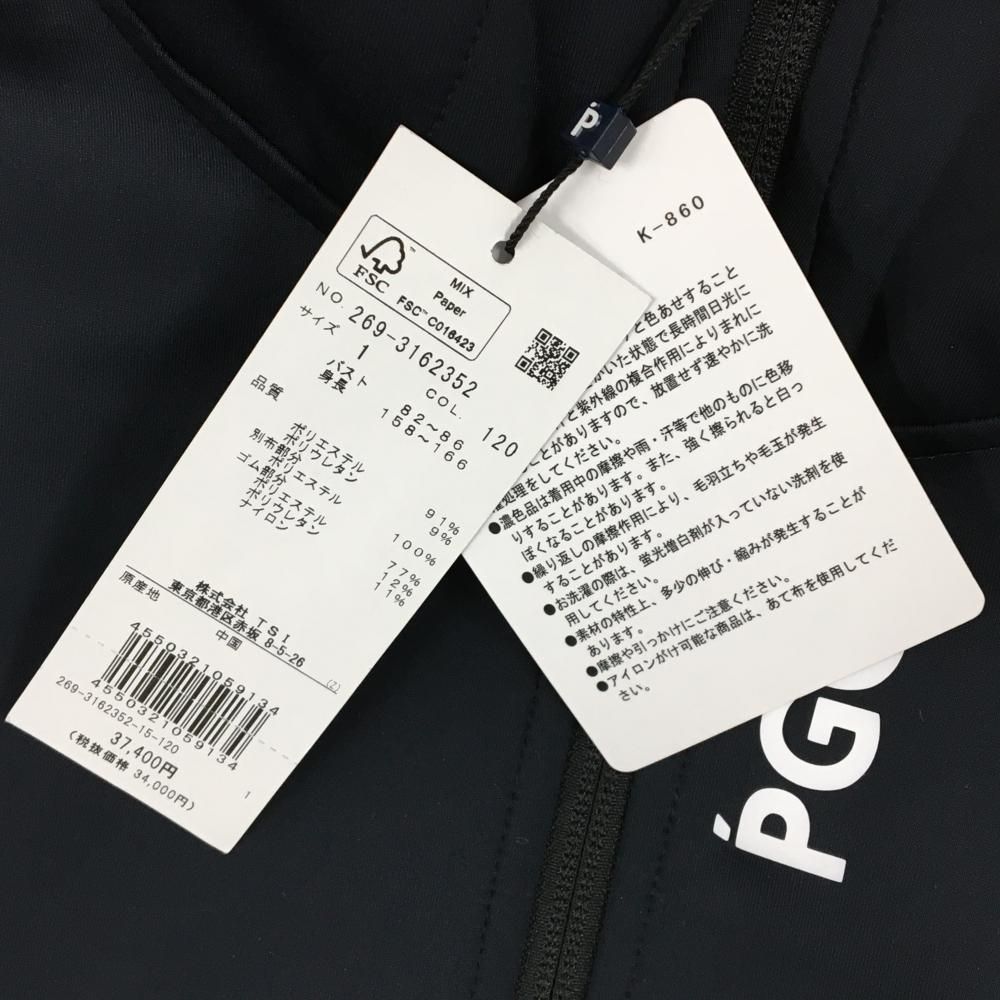 P
FSC
MIX
Paper
FSC™ C016423
NO. 269-3162352
サイズ
1
COL. 120
バスト 82~86
身長 158~166
品質
ポリエステル 91%
ポリウレタン 9%
別布部分
ポリエステル 100%
ゴム部分
ポリエステル 77%
ポリウレタン 12%
ナイロン 11%
株式会社 TSI
東京都港区赤坂 8-5-26
原産地 中国
(2)
4550321059134
4550321059134
269-3162352-15-120
37,400円
(税抜価格 34,000円)
1
K-860
と色あせすること
いた状態で長時間日光に
と紫外線の複合作用によりまれに
ことがありますので、放置せず速やかに洗
処理をしてください。
●濃色品は着用中の摩擦や雨・汗等で他のものに色移
りすることがあります。また、強く擦られると白っ
ぽくなることがあります。
●繰り返しの摩擦作用により、毛羽立ちや毛玉が発生
することがあります。
●お洗濯の際は、蛍光増白剤が入っていない洗剤を使
用してください。
●素材の特性上、多少の伸び・縮みが発生することが
あります。
●摩擦や引っかけにご注意ください。
●アイロンがけ可能な商品は、あて布を使用してくだ
さい。
PG